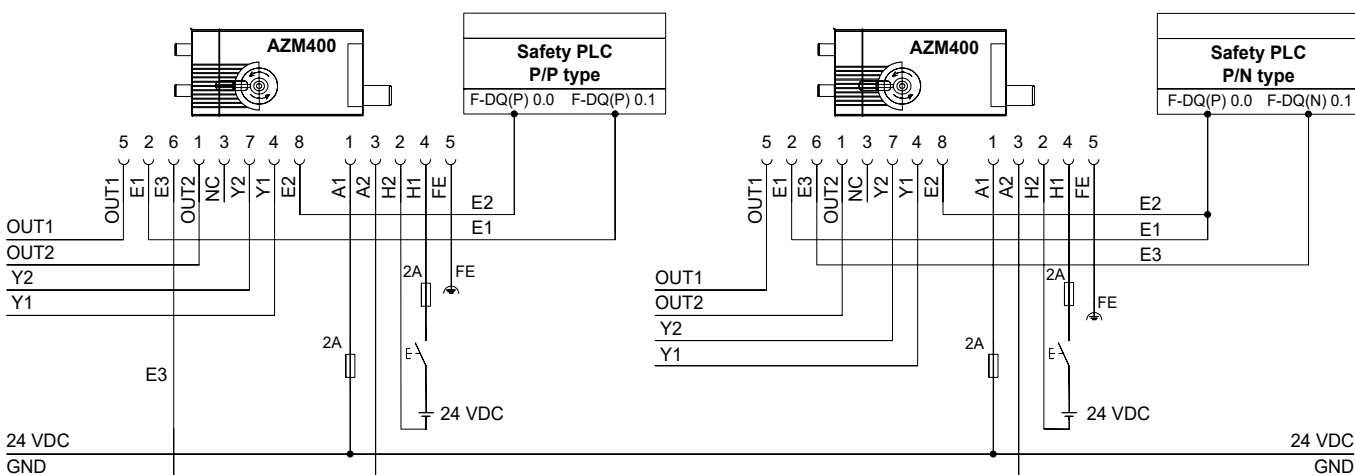 AZM400
Safety PLC
P/P type
F-DQ(P) 0.0 F-DQ(P) 0.1
5 2 6 1 3 7 4 8 1 3 2 4 5
OUT1 E1 E3 OUT2 NC Y2 Y1 E2 A1 A2 H2 H1 FE
E2
E1
OUT1
OUT2
Y2
Y1
2A
FE
2A
E
E3
24 VDC
AZM400
Safety PLC
P/N type
F-DQ(P) 0.0 F-DQ(N) 0.1
5 2 6 1 3 7 4 8 1 3 2 4 5
OUT1 E1 E3 OUT2 NC Y2 Y1 E2 A1 A2 H2 H1 FE
E2
E1
E3
OUT1
OUT2
Y2
Y1
2A
FE
2A
E
24 VDC
24 VDC 24 VDC
GND GND